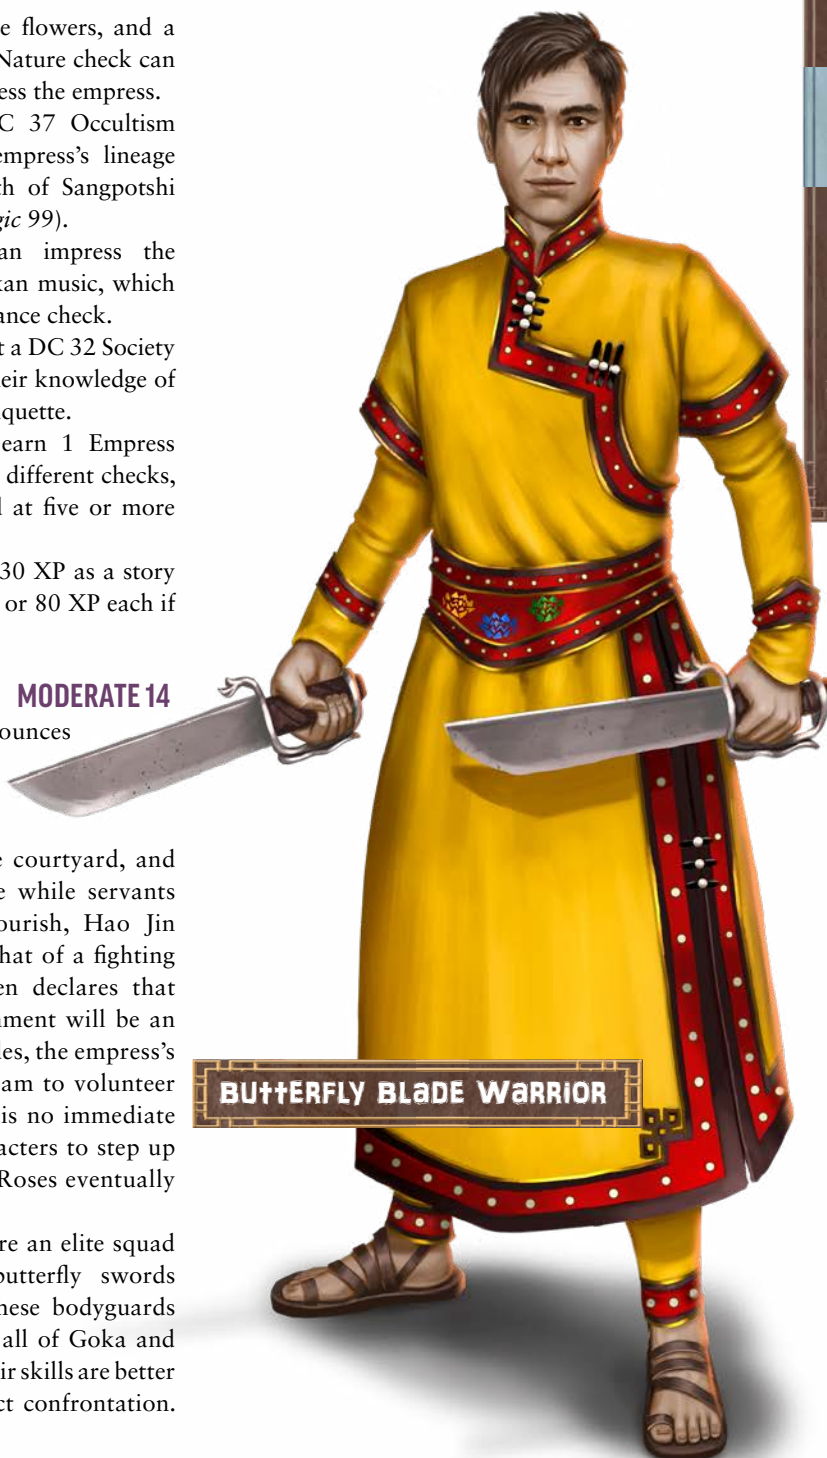 e flowers, and a
Nature check can
ess the empress.
C 37 Occultism
empress's lineage
th of Sangpotshi
gic 99).
an impress the
kan music, which
ance check.
t a DC 32 Society
heir knowledge of
quette.
earn 1 Empress
different checks,
l at five or more
30 XP as a story
or 80 XP each if
MODERATE 14
ounces
e courtyard, and
e while servants
ourish, Hao Jin
hat of a fighting
en declares that
nment will be an
les, the empress's
am to volunteer
is no immediate
acters to step up
Roses eventually
re an elite squad
butterfly swords
hese bodyguards
all of Goka and
ir skills are better
ct confrontation.
BUttERFLY BLaDE WaRRiOR